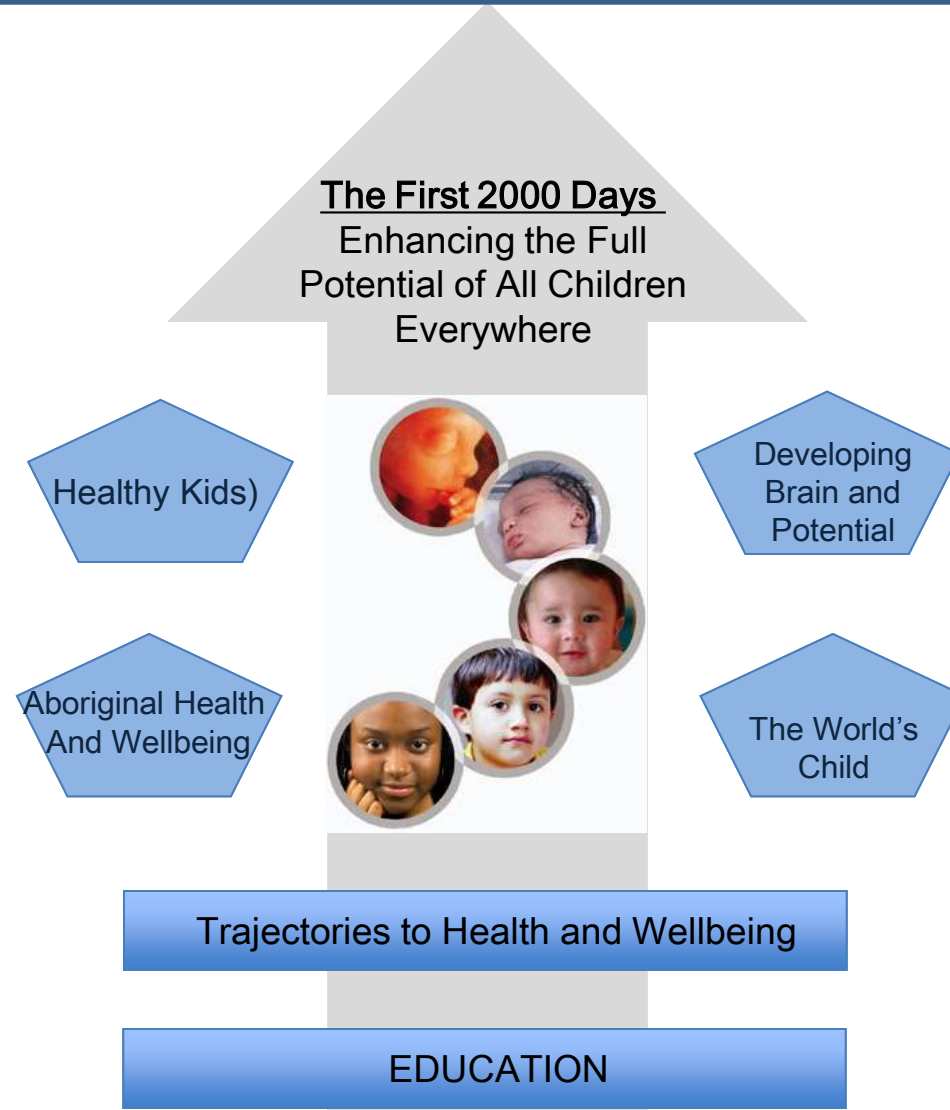 The First 2000 Days
Enhancing the Full
Potential of All Children
Everywhere
Healthy Kids)
Developing
Brain and
Potential
Aboriginal Health
And Wellbeing
The World’s
Child
Trajectories to Health and Wellbeing
EDUCATION